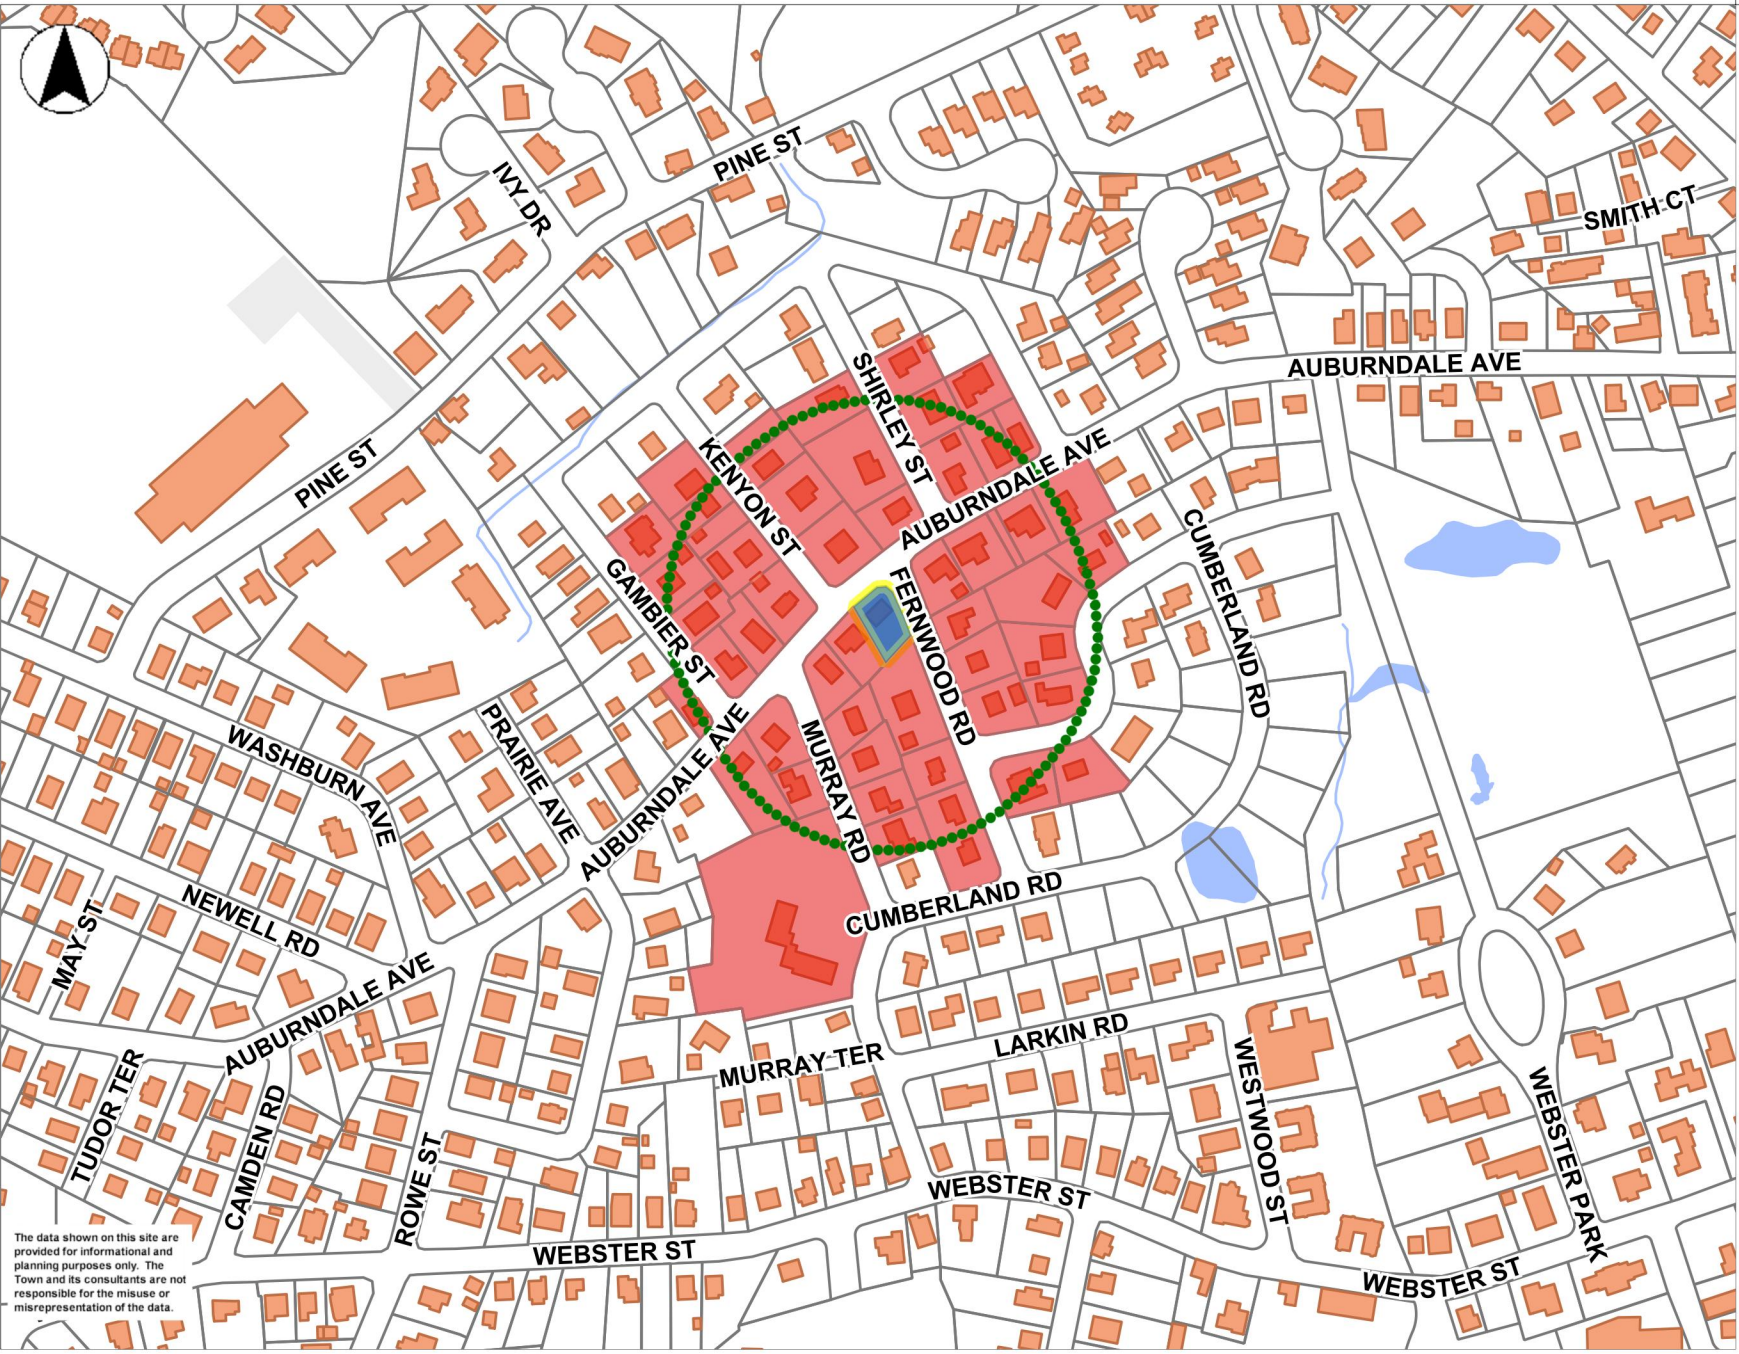 PINE ST
IVY DR
SMITH CT
SHIRLEY ST
AUBURNDALE AVE
KENYON ST
AUBURNDALE AVE
PINE ST
CUMBERLAND RD
GAMBIER ST
FERNWOOD RD
WASHBURN AVE
PRAIRIE AVE
AUBURNDALE AVE
MURRAY RD
NEWELL RD
MAY ST
CUMBERLAND RD
AUBURNDALE AVE
LARKIN RD
MURRAY TER
TUDOR TER
CAMDEN RD
ROWE ST
WESTWOOD ST
WEBSTER PARK
WEBSTER ST
WEBSTER ST
WEBSTER ST
The data shown on this site are
provided for informational and
planning purposes only. The
Town and its consultants are not
responsible for the misuse or
misrepresentation of the data.